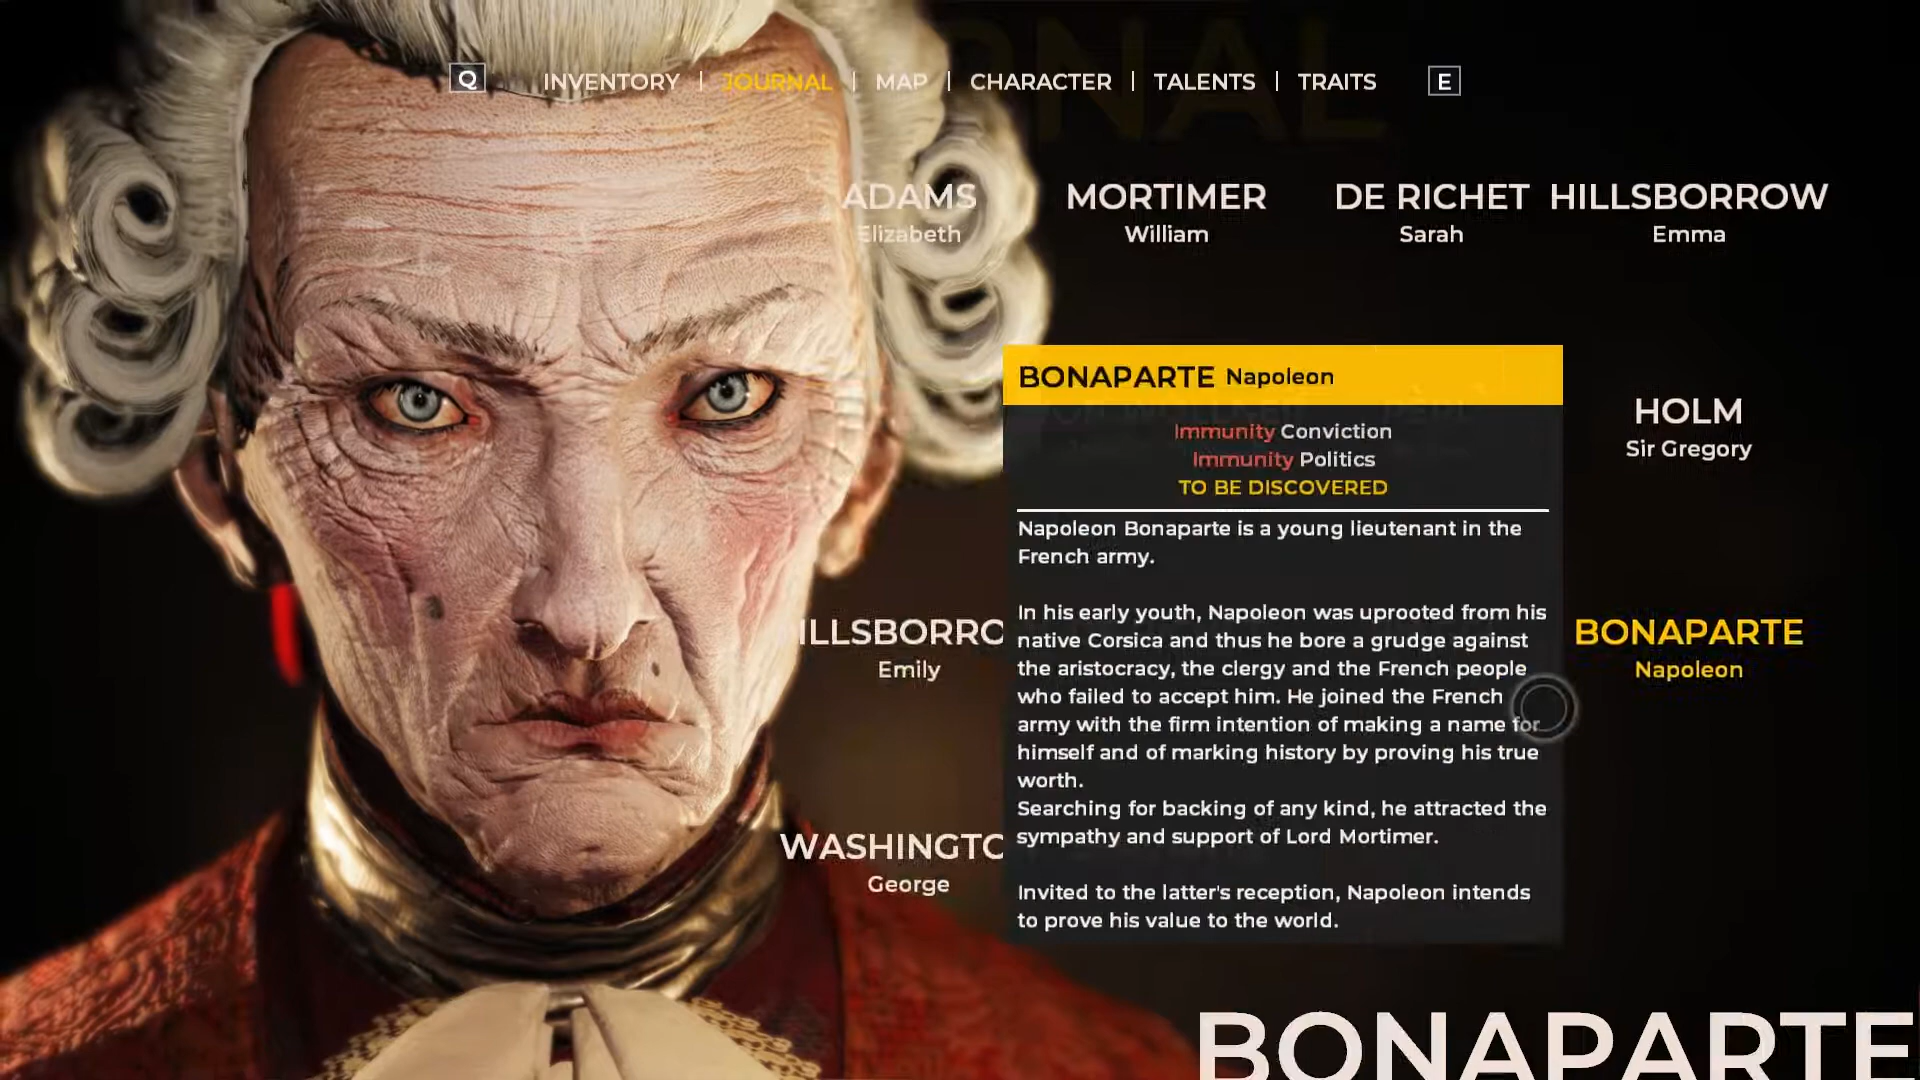 Q INVENTORY | JOURNAL | MAP | CHARACTER | TALENTS | TRAITS E
ADAMS
Elizabeth
MORTIMER
William
DE RICHET
Sarah
HILLSBORROW
Emma
BONAPARTE Napoleon
Immunity Conviction
Immunity Politics
TO BE DISCOVERED
Napoleon Bonaparte is a young lieutenant in the
French army.
In his early youth, Napoleon was uprooted from his
native Corsica and thus he bore a grudge against
the aristocracy, the clergy and the French people
who failed to accept him. He joined the French
army with the firm intention of making a name for
himself and of marking history by proving his true
worth.
Searching for backing of any kind, he attracted the
sympathy and support of Lord Mortimer.
Invited to the latter's reception, Napoleon intends
to prove his value to the world.
HOLM
Sir Gregory
ILLSBORRO
Emily
BONAPARTE
Napoleon
WASHINGTO
George
BONAPARTE